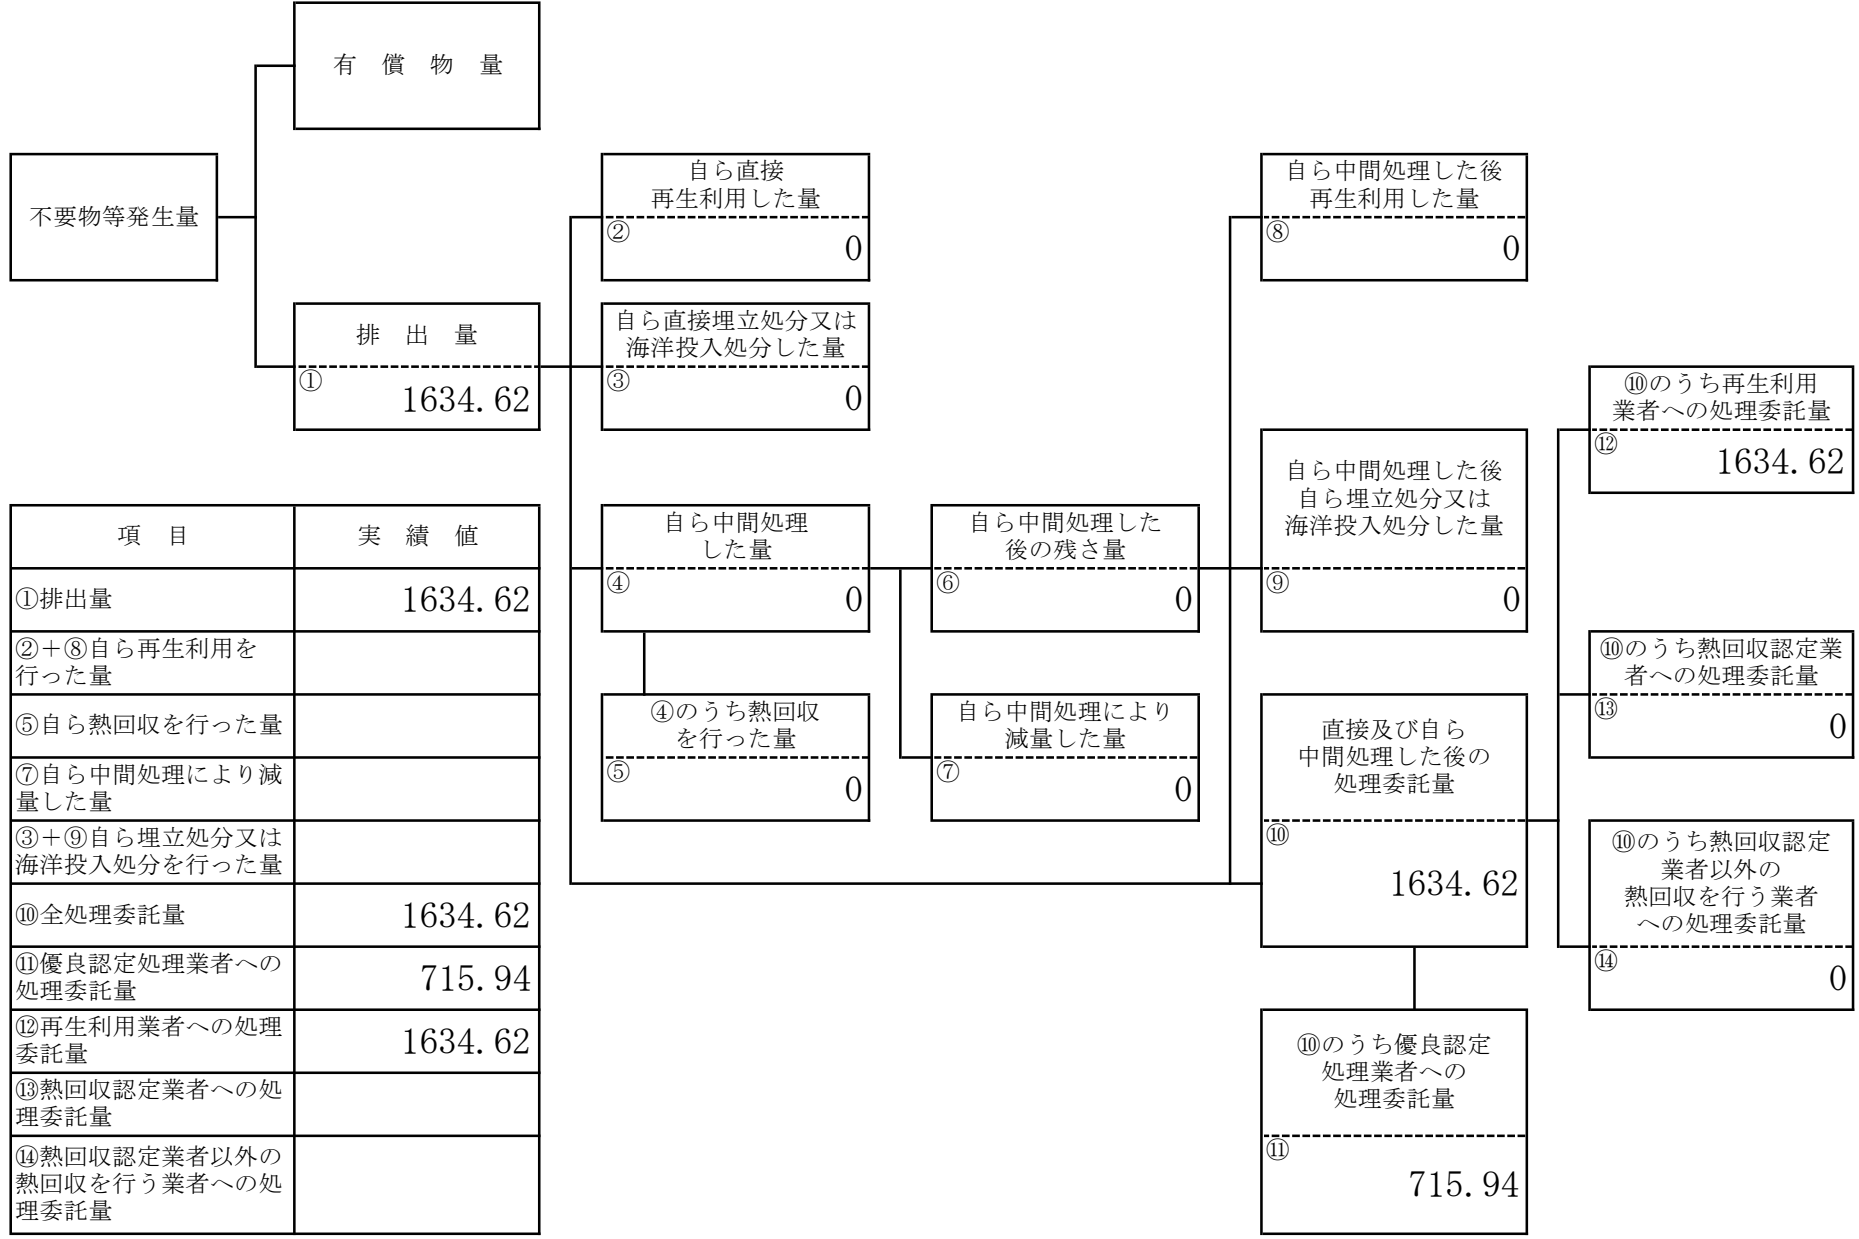 有 償 物 量
不要物等発生量
排 出 量
①
1634.62
自ら直接
再生利用した量
②
0
自ら直接埋立処分又は
海洋投入処分した量
③
0
自ら中間処理
した量
④
0
④のうち熱回収
を行った量
⑤
0
自ら中間処理した
後の残さ量
⑥
0
自ら中間処理により
減量した量
⑦
0
自ら中間処理した後
再生利用した量
⑧
0
自ら中間処理した後
自ら埋立処分又は
海洋投入処分した量
⑨
0
直接及び自ら
中間処理した後の
処理委託量
⑩
1634.62
⑩のうち優良認定
処理業者への
処理委託量
⑪
715.94
⑩のうち再生利用
業者への処理委託量
⑫
1634.62
⑩のうち熱回収認定業
者への処理委託量
⑬
0
⑩のうち熱回収認定
業者以外の
熱回収を行う業者
への処理委託量
⑭
0
項 目 実 績 値
①排出量 1634.62
②＋⑧自ら再生利用を
行った量
⑤自ら熱回収を行った量
⑦自ら中間処理により減
量した量
③＋⑨自ら埋立処分又は
海洋投入処分を行った量
⑩全処理委託量 1634.62
⑪優良認定処理業者への
処理委託量 715.94
⑫再生利用業者への処理
委託量 1634.62
⑬熱回収認定業者への処
理委託量
⑭熱回収認定業者以外の
熱回収を行う業者への処
理委託量